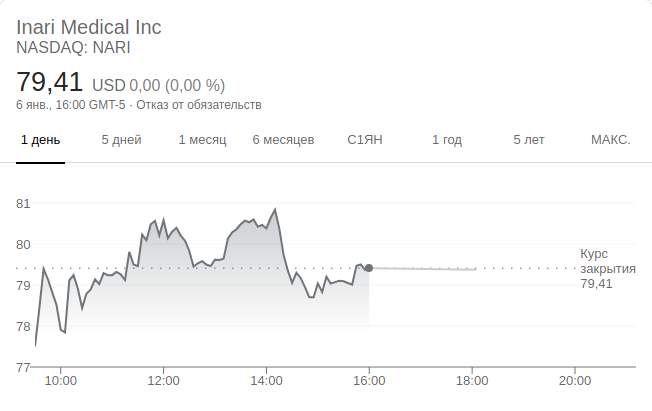 Inari Medical Inc
NASDAQ: NARI
79,41 USD 0,00 (0,00 %)
6 янв., 16:00 GMT-5 · Отказ от обязательств
1 день 5 дней 1 месяц 6 месяцев С1ЯН 1 год 5 лет МАКС.
81
80
79
78
77
Курс
закрытия
79,41
10:00 12:00 14:00 16:00 18:00 20:00